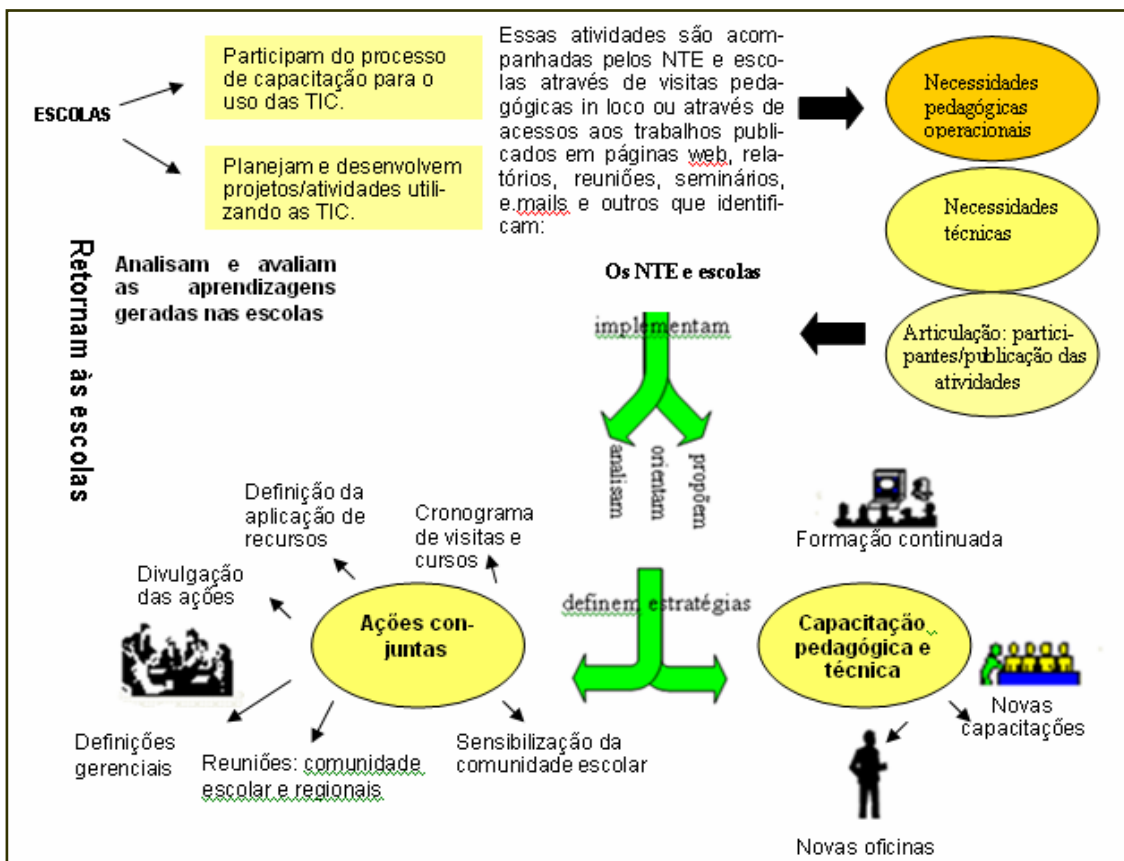 ESCOLAS
Participam do processo
de capacitação para o
uso das TIC.
Planejam e desenvolvem
projetos/atividades utili-
zando as TIC.
Essas atividades são acom-
panhadas pelos NTE e esco-
las através de visitas peda-
gógicas in loco ou através de
acessos aos trabalhos publi-
cados em páginas web, rela-
tórios, reuniões, seminários,
e.mails e outros que identifi-
cam:
Necessidades
pedagógicas
operacionais
Necessidades
técnicas
Articulação: partici-
pantes/publicação das
atividades
Retornam às escolas
Analisam e avaliam
as aprendizagens
geradas nas escolas
Os NTE e escolas
implementam
analisam
orientam
propõem
Formação continuada
definem estratégias
Definição da
aplicação de
recursos
Cronograma
de visitas e
cursos
Divulgação
das ações
Ações con-
juntas
Definições
gerenciais
Reuniões: comunidade
escolar e regionais
Sensibilização da
comunidade escolar
Capacitação
pedagógica e
técnica
Novas
capacitações
Novas oficinas